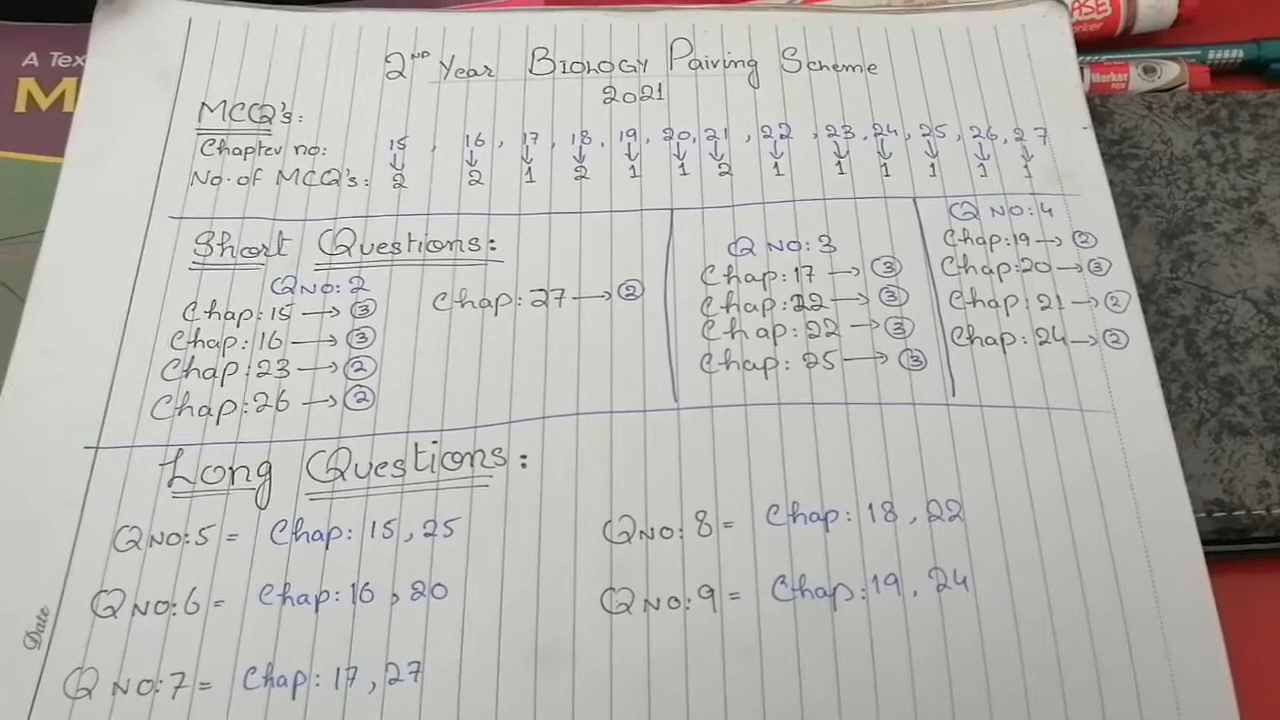 2ND Year Biology Pairing Scheme
2021
MCQ's:
Chapter no: 15, 16, 17, 18, 19, 20, 21, 22, 23, 24, 25, 26, 27
↓ ↓ ↓ ↓ ↓ ↓ ↓ ↓ ↓ ↓ ↓ ↓ ↓
No. of MCQ's: 2 2 1 2 1 1 2 1 1 1 1 1 1
Short Questions:
Q NO: 2
Chap: 15 → 3
Chap: 16 → 3
Chap: 23 → 2
Chap: 26 → 2
Chap: 27 → 2
Q NO: 3
Chap: 17 → 3
Chap: 22 → 3
Chap: 22 → 3
Chap: 25 → 3
Q NO: 4
Chap: 19 → 2
Chap: 20 → 3
Chap: 21 → 2
Chap: 24 → 2
Long Questions:
Q NO: 5 = Chap: 15, 25
Q NO: 6 = Chap: 16, 20
Q NO: 7 = Chap: 17, 27
Q NO: 8 = Chap: 18, 22
Q NO: 9 = Chap: 19, 24
Date
A Tex
M
ASE
Marker